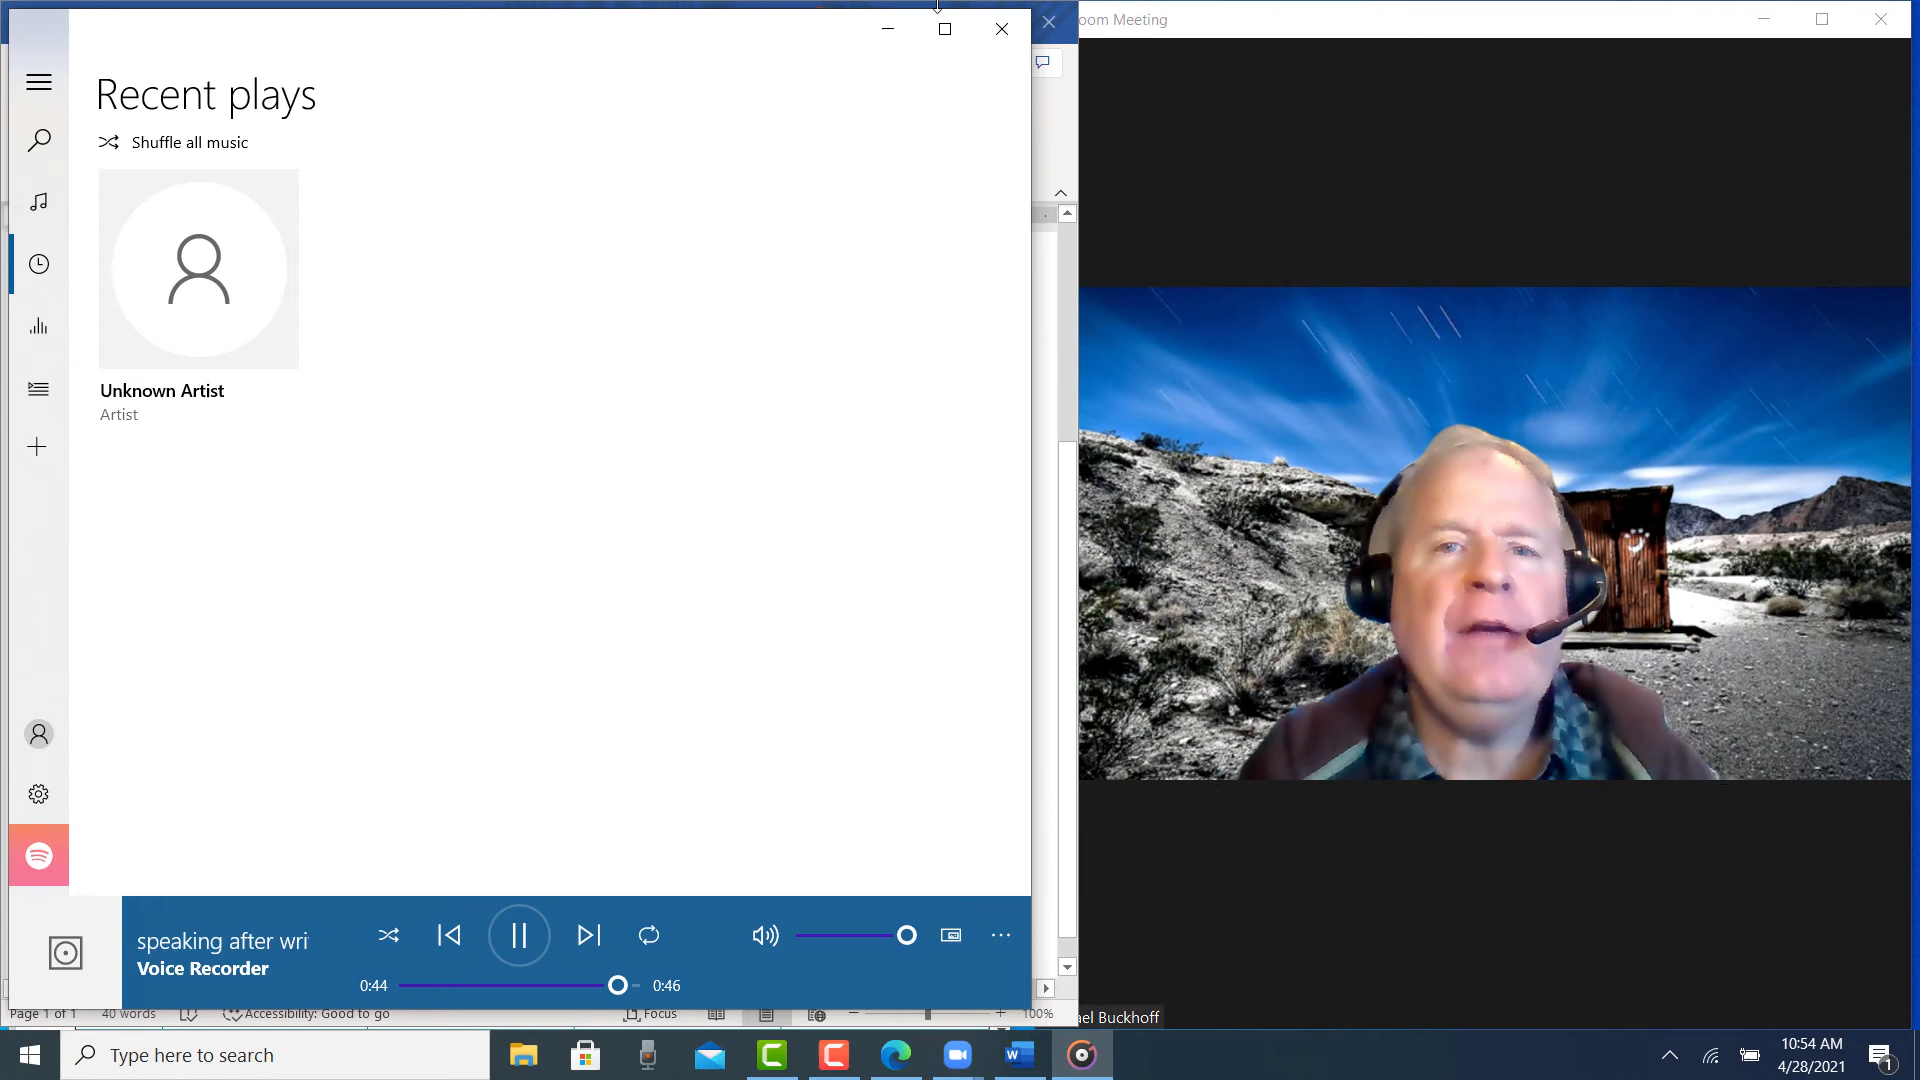 oom Meeting
Recent plays
Shuffle all music
Unknown Artist
Artist
speaking after wri
Voice Recorder
0:44
0:46
Page 1 of 1
40 words
Accessibility: Good to go
Focus
100%
ael Buckhoff
Type here to search
10:54 AM
4/28/2021
1